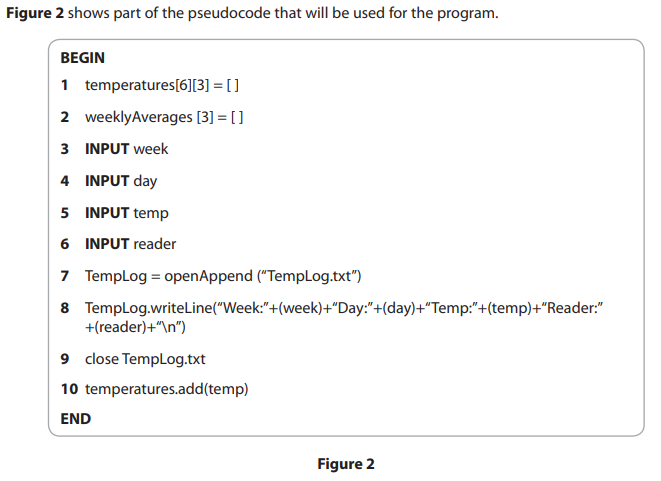 Figure 2 shows part of the pseudocode that will be used for the program.
BEGIN
1 temperatures[6][3] = [ ]
2 weeklyAverages [3] = [ ]
3 INPUT week
4 INPUT day
5 INPUT temp
6 INPUT reader
7 TempLog = openAppend (“TempLog.txt”)
8 TempLog.writeLine(“Week:”+(week)+“Day:”+(day)+“Temp:”+(temp)+“Reader:”
+(reader)+“\n”)
9 close TempLog.txt
10 temperatures.add(temp)
END
Figure 2